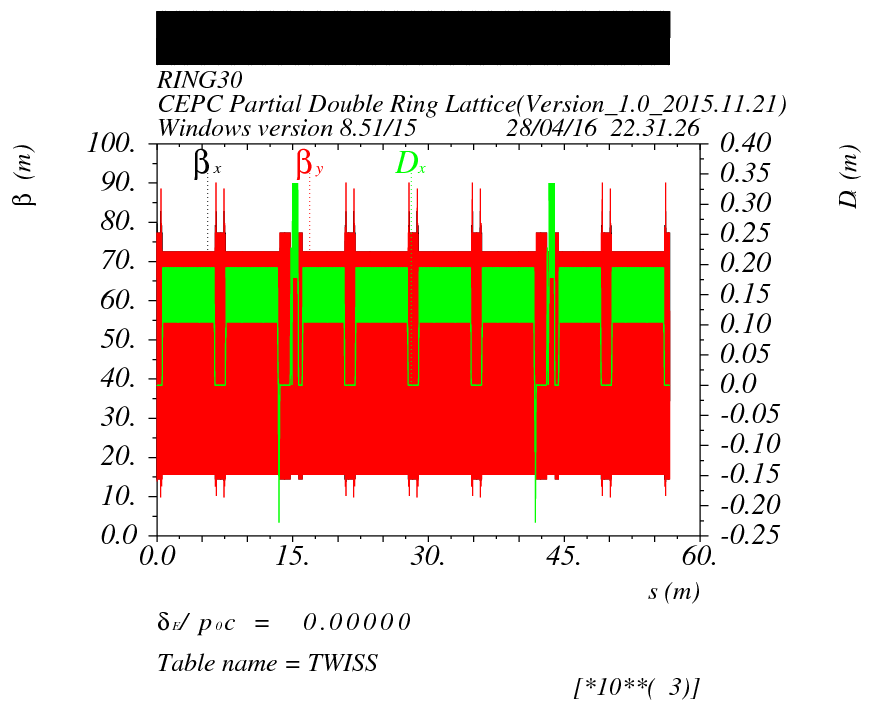 RING30
CEPC Partial Double Ring Lattice(Version_1.0_2015.11.21)
Windows version 8.51/15 28/04/16 22.31.26
β (m)
100.
90.
80.
70.
60.
50.
40.
30.
20.
10.
0.0
βx βy Dx
0.40
0.35
0.30
0.25
0.20
0.15
0.10
0.05
0.0
-0.05
-0.10
-0.15
-0.20
-0.25
Dx (m)
0.0 15. 30. 45. 60.
s (m)
δE/ p0c = 0.00000
Table name = TWISS
[*10**( 3)]